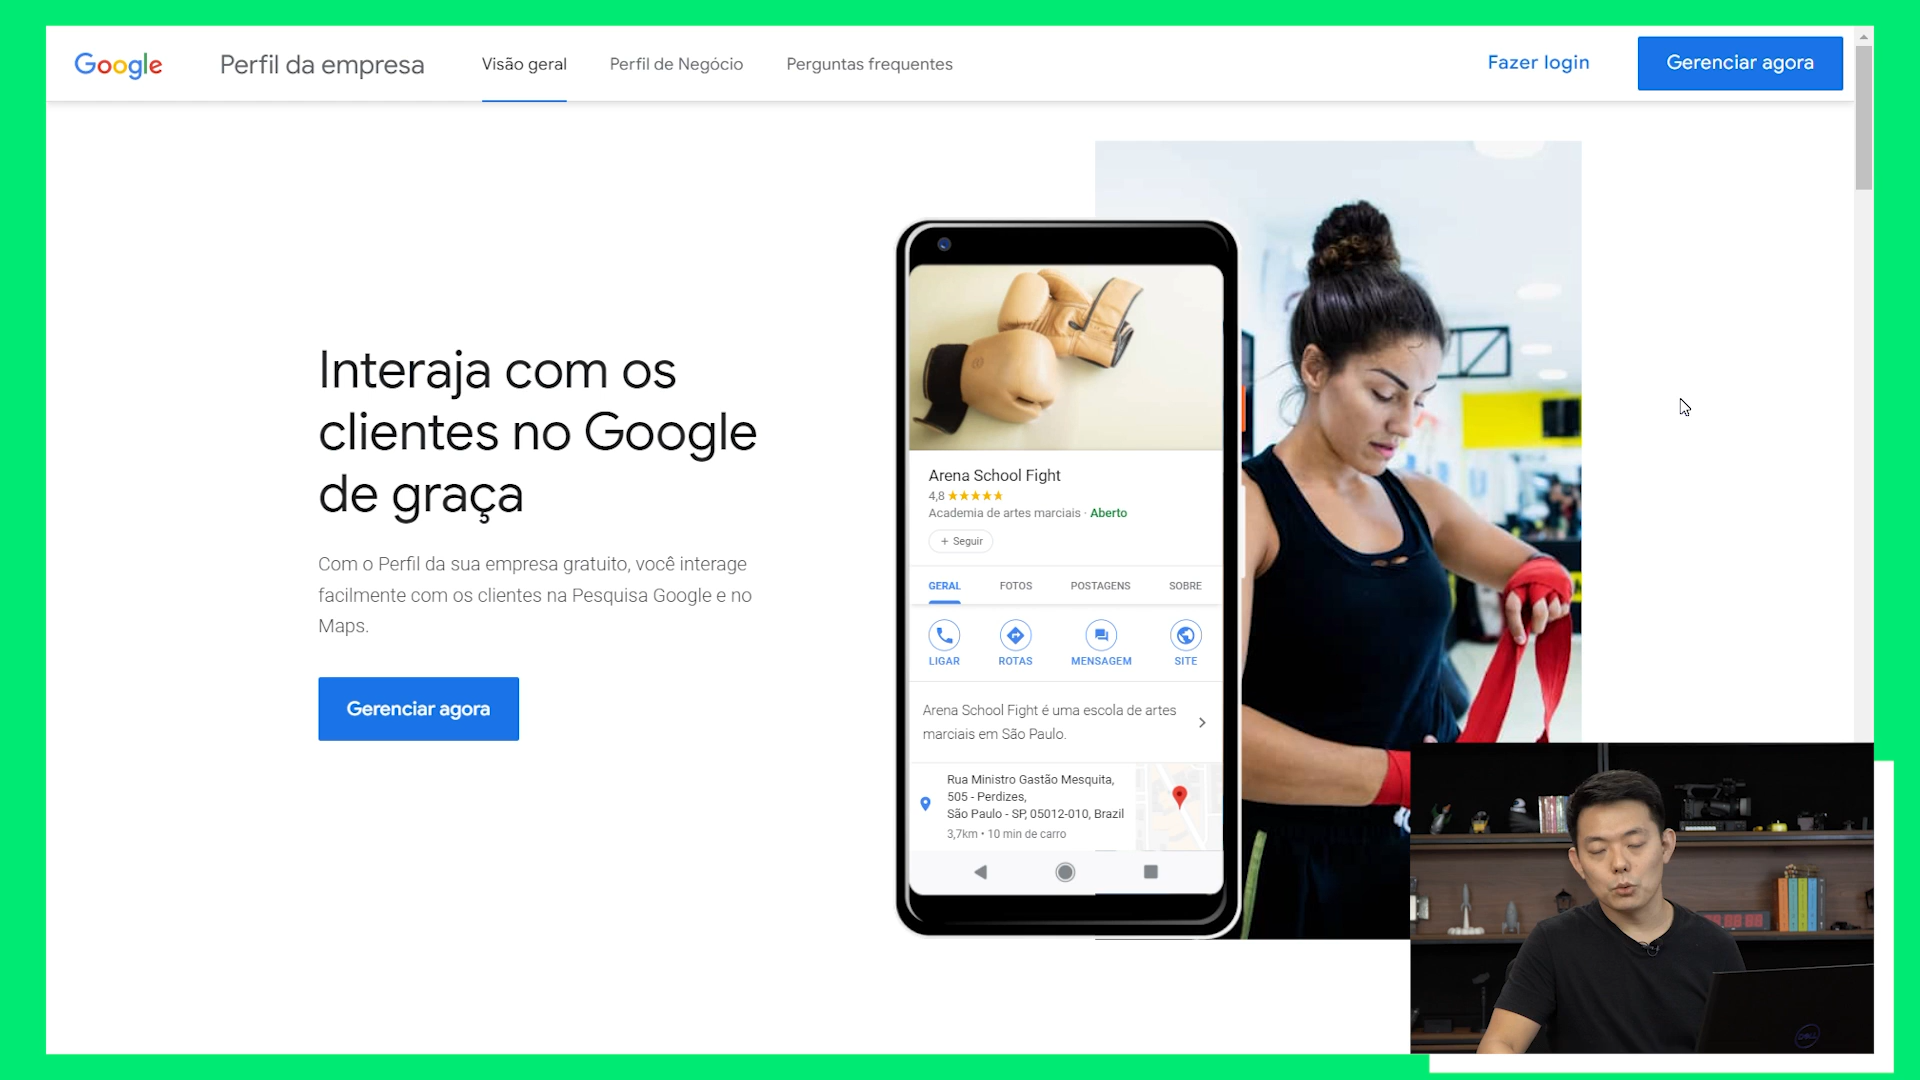 Google
Perfil da empresa
Visão geral
Perfil de Negócio
Perguntas frequentes
Fazer login
Gerenciar agora
Interaja com os
clientes no Google
de graça
Com o Perfil da sua empresa gratuito, você interage
facilmente com os clientes na Pesquisa Google e no
Maps.
Gerenciar agora
Arena School Fight
4,8
Academia de artes marciais · Aberto
+ Seguir
GERAL
FOTOS
POSTAGENS
SOBRE
LIGAR
ROTAS
MENSAGEM
SITE
Arena School Fight é uma escola de artes
marciais em São Paulo.
Rua Ministro Gastão Mesquita,
505 - Perdizes,
São Paulo - SP, 05012-010, Brazil
3,7km • 10 min de carro
DELL